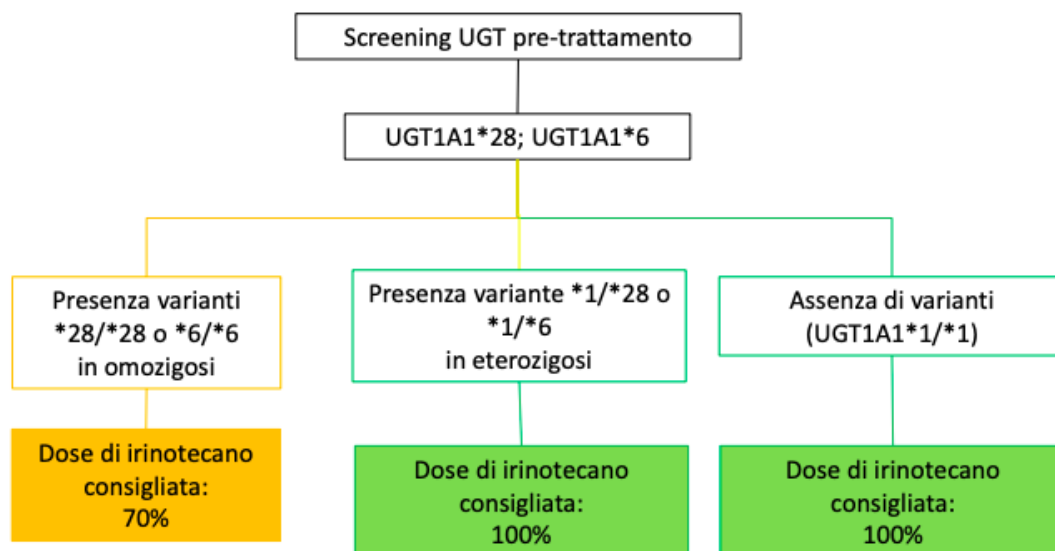 Screening UGT pre-trattamento
UGT1A1*28; UGT1A1*6
Presenza varianti
*28/*28 o *6/*6
in omozigosi
Presenza variante *1/*28 o
*1/*6
in eterozigosi
Assenza di varianti
(UGT1A1*1/*1)
Dose di irinotecano
consigliata:
70%
Dose di irinotecano
consigliata:
100%
Dose di irinotecano
consigliata:
100%